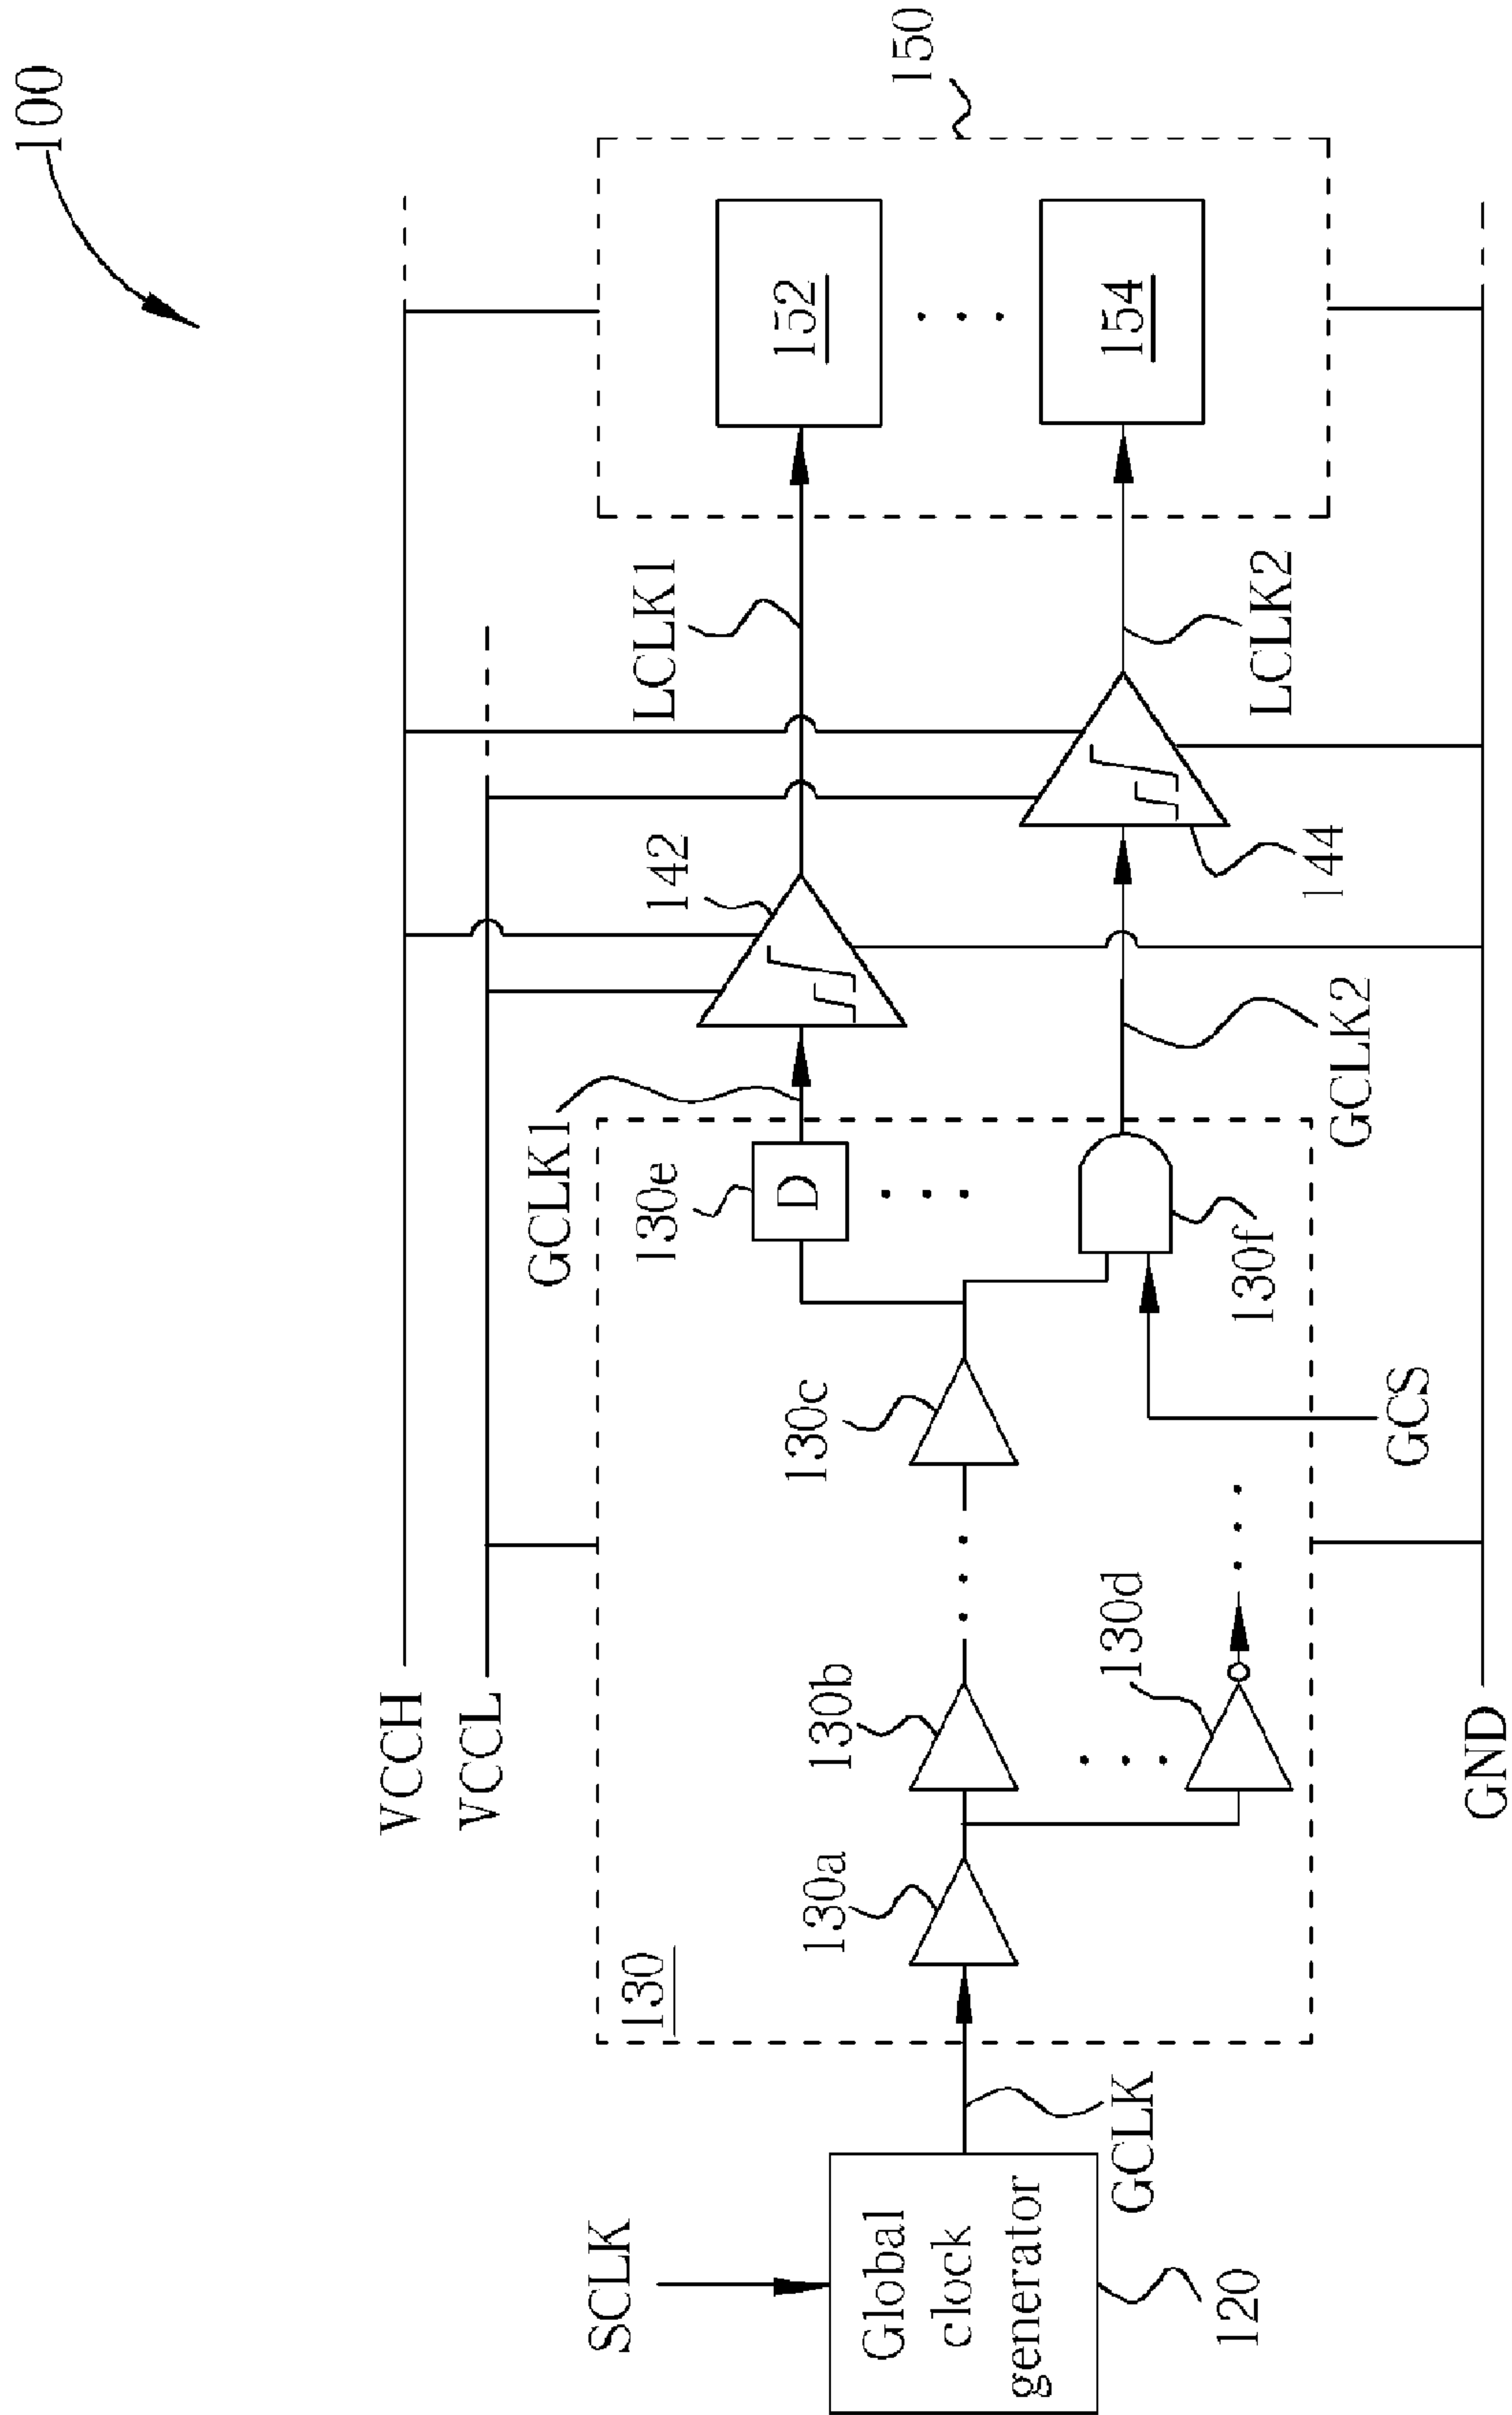 100
VCCH
VCCL
SCLK
Global
clock
generator
120
GCLK
130
130a
130b
130c
130d
130e
D
130f
GCS
GCLK1
GCLK2
142
144
LCLK1
LCLK2
150
152
154
GND